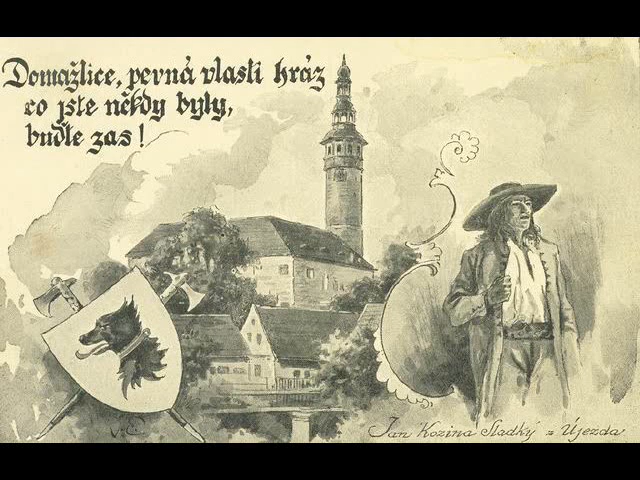 Domažlice, pevná vlasti hráz
co jste někdy byly,
buďte zas!
Jan Kozina Sladký z Újezda